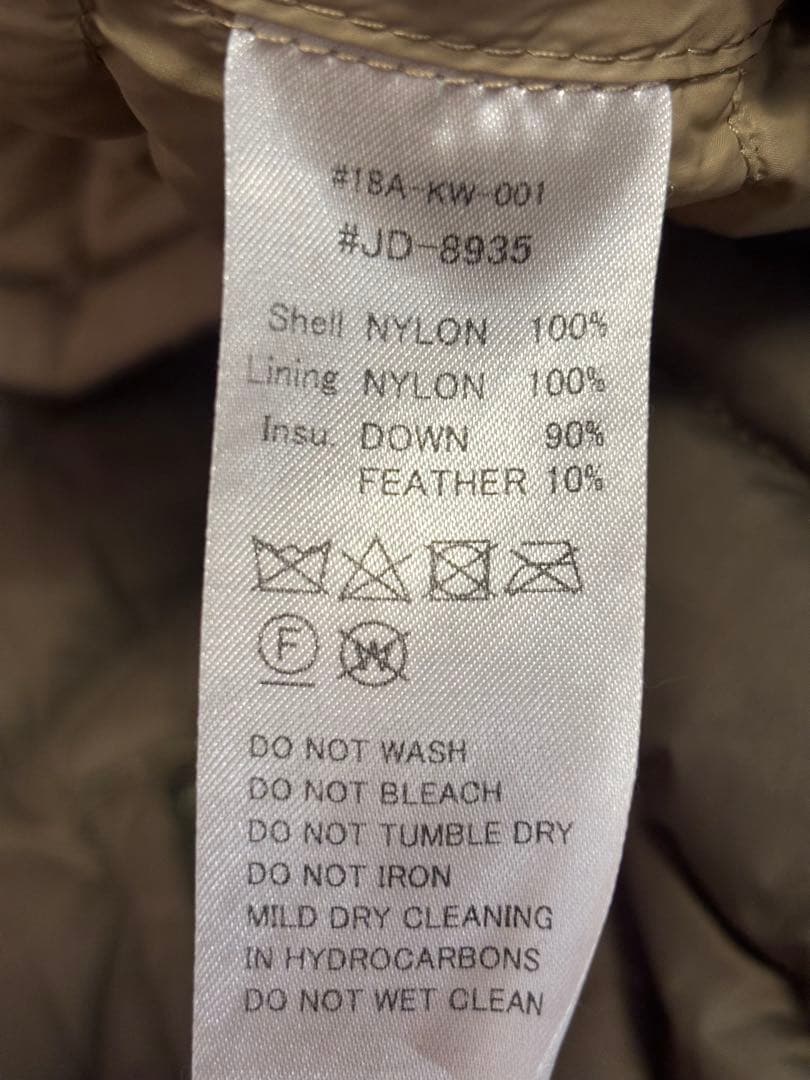 #18A-KW-001
#JD-8935
Shell NYLON 100%
Lining NYLON 100%
Insu. DOWN 90%
FEATHER 10%
F W
DO NOT WASH
DO NOT BLEACH
DO NOT TUMBLE DRY
DO NOT IRON
MILD DRY CLEANING
IN HYDROCARBONS
DO NOT WET CLEAN